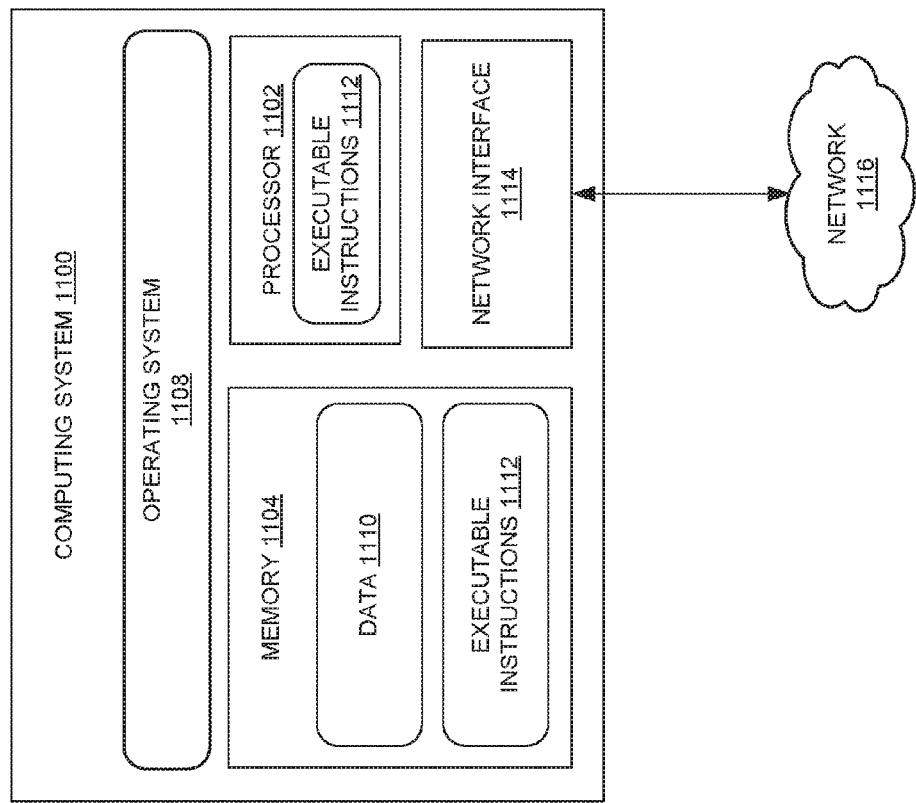 COMPUTING SYSTEM 1100
OPERATING SYSTEM
1108
MEMORY 1104
DATA 1110
EXECUTABLE
INSTRUCTIONS 1112
PROCESSOR 1102
EXECUTABLE
INSTRUCTIONS 1112
NETWORK INTERFACE
1114
NETWORK
1116